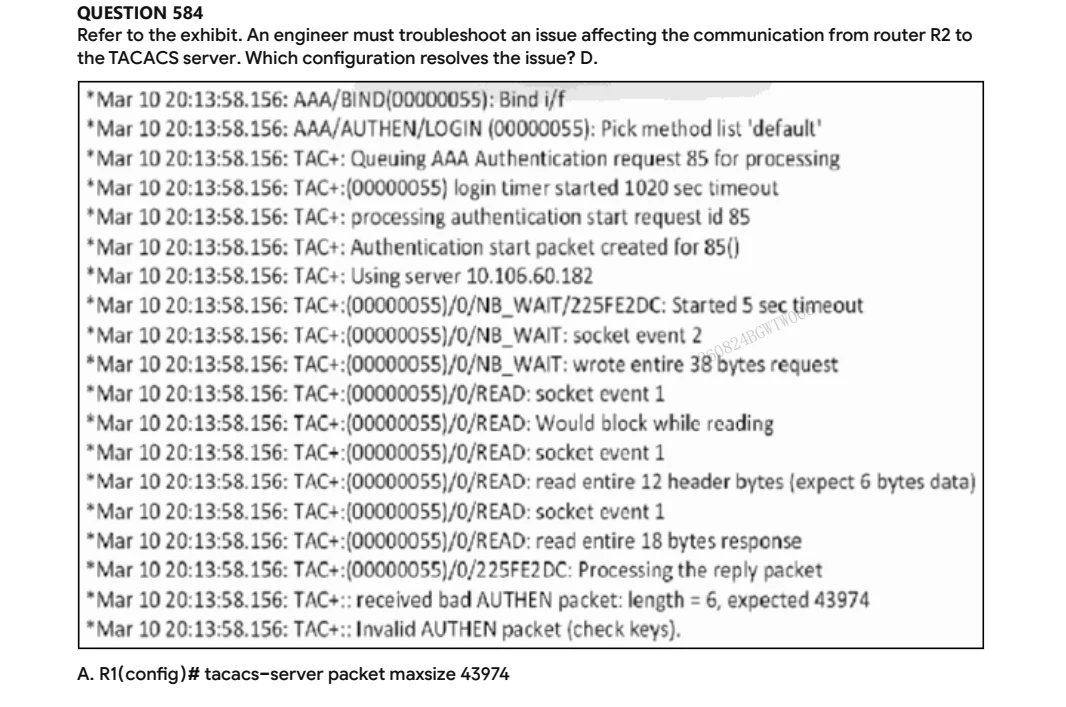 QUESTION 584
Refer to the exhibit. An engineer must troubleshoot an issue affecting the communication from router R2 to
the TACACS server. Which configuration resolves the issue? D.
*Mar 10 20:13:58.156: AAA/BIND(00000055): Bind i/f
*Mar 10 20:13:58.156: AAA/AUTHEN/LOGIN (00000055): Pick method list 'default'
*Mar 10 20:13:58.156: TAC+: Queuing AAA Authentication request 85 for processing
*Mar 10 20:13:58.156: TAC+:(00000055) login timer started 1020 sec timeout
*Mar 10 20:13:58.156: TAC+: processing authentication start request id 85
*Mar 10 20:13:58.156: TAC+: Authentication start packet created for 85()
*Mar 10 20:13:58.156: TAC+: Using server 10.106.60.182
*Mar 10 20:13:58.156: TAC+:(00000055)/0/NB_WAIT/225FE2DC: Started 5 sec timeout
*Mar 10 20:13:58.156: TAC+:(00000055)/0/NB_WAIT: socket event 2
*Mar 10 20:13:58.156: TAC+:(00000055)/0/NB_WAIT: wrote entire 38 bytes request
*Mar 10 20:13:58.156: TAC+:(00000055)/0/READ: socket event 1
*Mar 10 20:13:58.156: TAC+:(00000055)/0/READ: Would block while reading
*Mar 10 20:13:58.156: TAC+:(00000055)/0/READ: socket event 1
*Mar 10 20:13:58.156: TAC+:(00000055)/0/READ: read entire 12 header bytes (expect 6 bytes data)
*Mar 10 20:13:58.156: TAC+:(00000055)/0/READ: socket event 1
*Mar 10 20:13:58.156: TAC+:(00000055)/0/READ: read entire 18 bytes response
*Mar 10 20:13:58.156: TAC+:(00000055)/0/225FE2DC: Processing the reply packet
*Mar 10 20:13:58.156: TAC+:: received bad AUTHEN packet: length = 6, expected 43974
*Mar 10 20:13:58.156: TAC+:: Invalid AUTHEN packet (check keys).
A. R1(config)# tacacs-server packet maxsize 43974